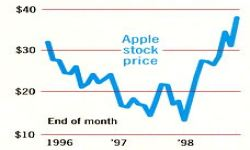 $40
Apple
stock
price
30
20
End of month
$10
1996 '97 '98